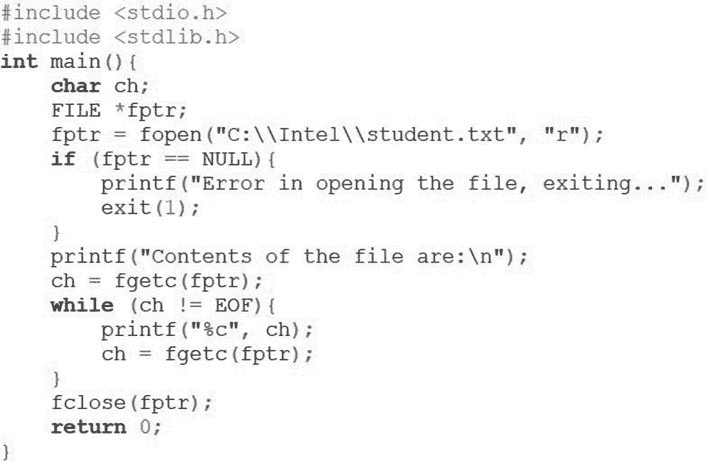 #include <stdio.h>
#include <stdlib.h>
int main(){
    char ch;
    FILE *fptr;
    fptr = fopen("C:\\Intel\\student.txt", "r");
    if (fptr == NULL){
        printf("Error in opening the file, exiting...");
        exit(1);
    }
    printf("Contents of the file are:\n");
    ch = fgetc(fptr);
    while (ch != EOF){
        printf("%c", ch);
        ch = fgetc(fptr);
    }
    fclose(fptr);
    return 0;
}